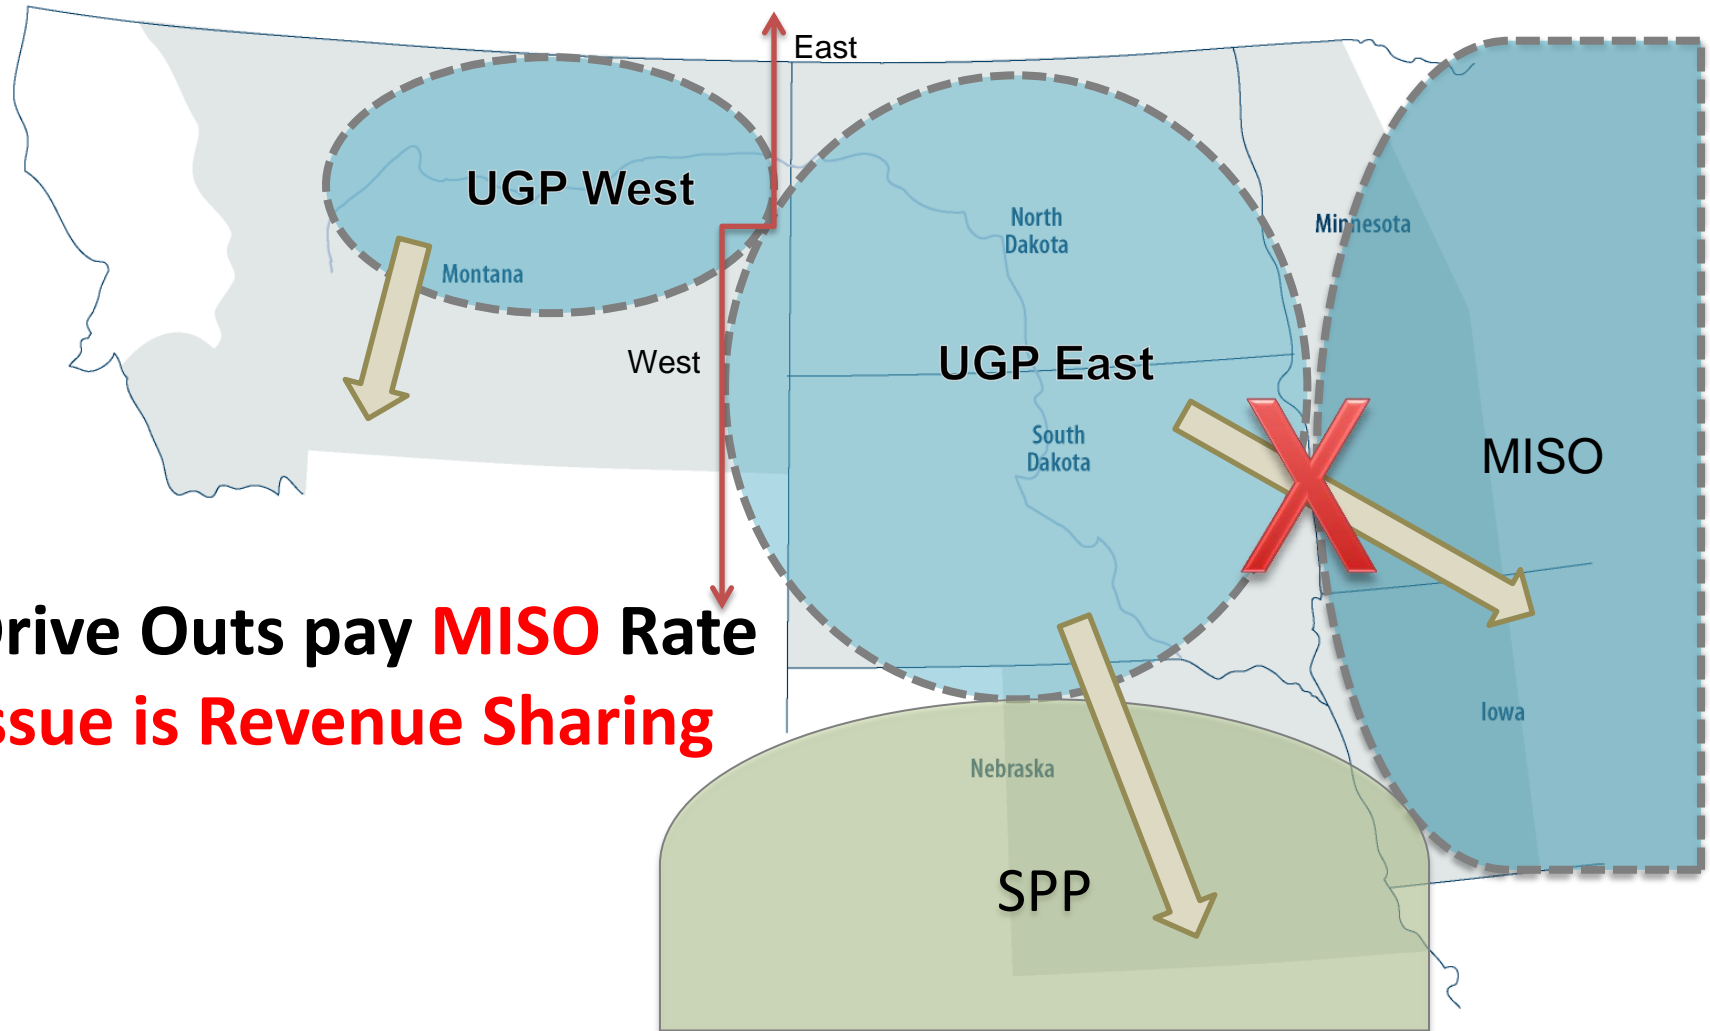 East
UGP West
North
Dakota
Minnesota
Montana
West
UGP East
South
Dakota
MISO
rive Outs pay MISO Rate
ssue is Revenue Sharing
Iowa
Nebraska
SPP